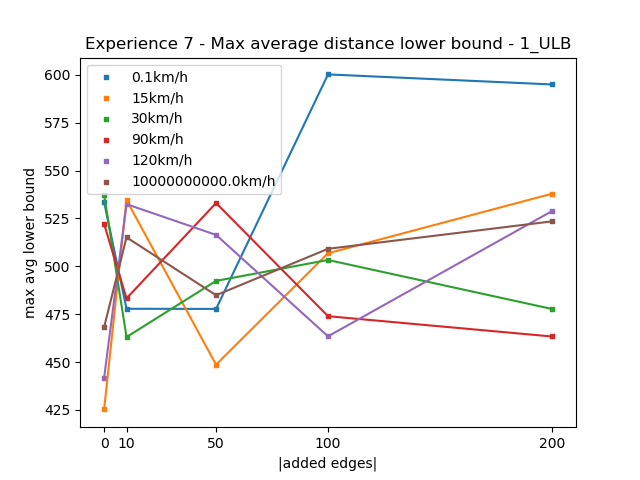 Experience 7 - Max average distance lower bound - 1_ULB
600
575
550
525
500
475
450
425
max avg lower bound
0.1km/h
15km/h
30km/h
90km/h
120km/h
10000000000.0km/h
0 10 50 100 200
|added edges|